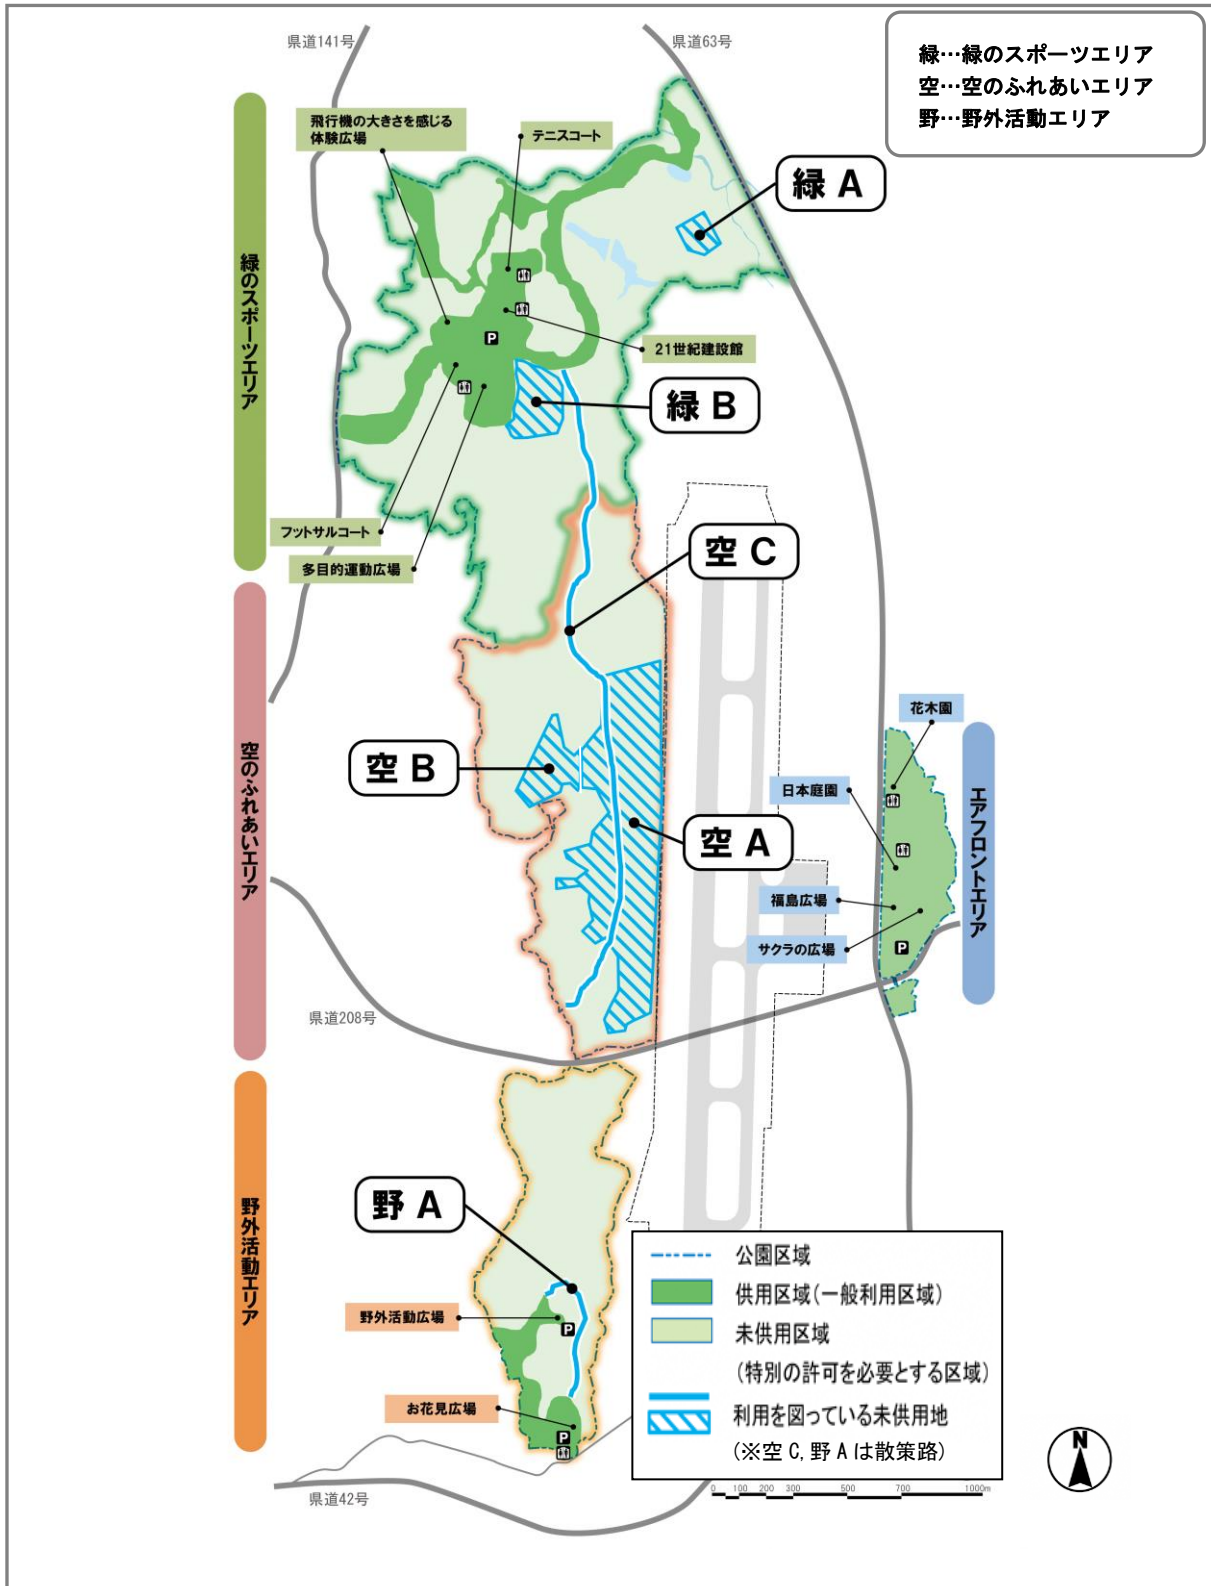 県道141号
県道63号
緑…緑のスポーツエリア
空…空のふれあいエリア
野…野外活動エリア
飛行機の大きさを感じる
体験広場
テニスコート
緑 A
緑のスポーツエリア
P
21世紀建設館
緑 B
フットサルコート
多目的運動広場
空 C
空のふれあいエリア
空 B
空 A
花木園
日本庭園
エアフロントエリア
福島広場
サクラの広場
P
県道208号
野外活動エリア
野 A
野外活動広場
P
お花見広場
P
県道42号
公園区域
供用区域(一般利用区域)
未供用区域
(特別の許可を必要とする区域)
利用を図っている未供用地
(※空 C, 野 A は散策路)
0 100 200 300 500 700 1000m
N